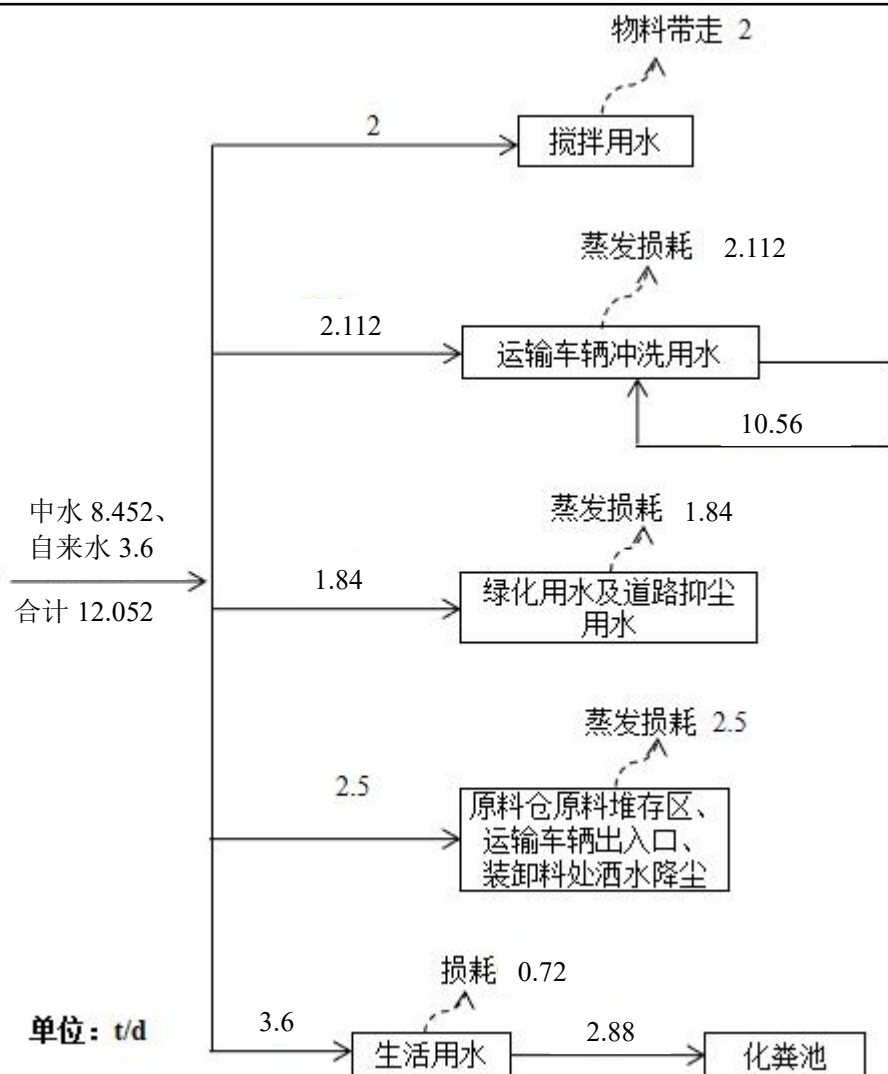 物料带走 2
2
搅拌用水
蒸发损耗 2.112
2.112
运输车辆冲洗用水
10.56
中水 8.452、
自来水 3.6
合计 12.052
蒸发损耗 1.84
1.84
绿化用水及道路抑尘
用水
蒸发损耗 2.5
2.5
原料仓原料堆存区、
运输车辆出入口、
装卸料处洒水降尘
损耗 0.72
单位：t/d
3.6
生活用水
2.88
化粪池